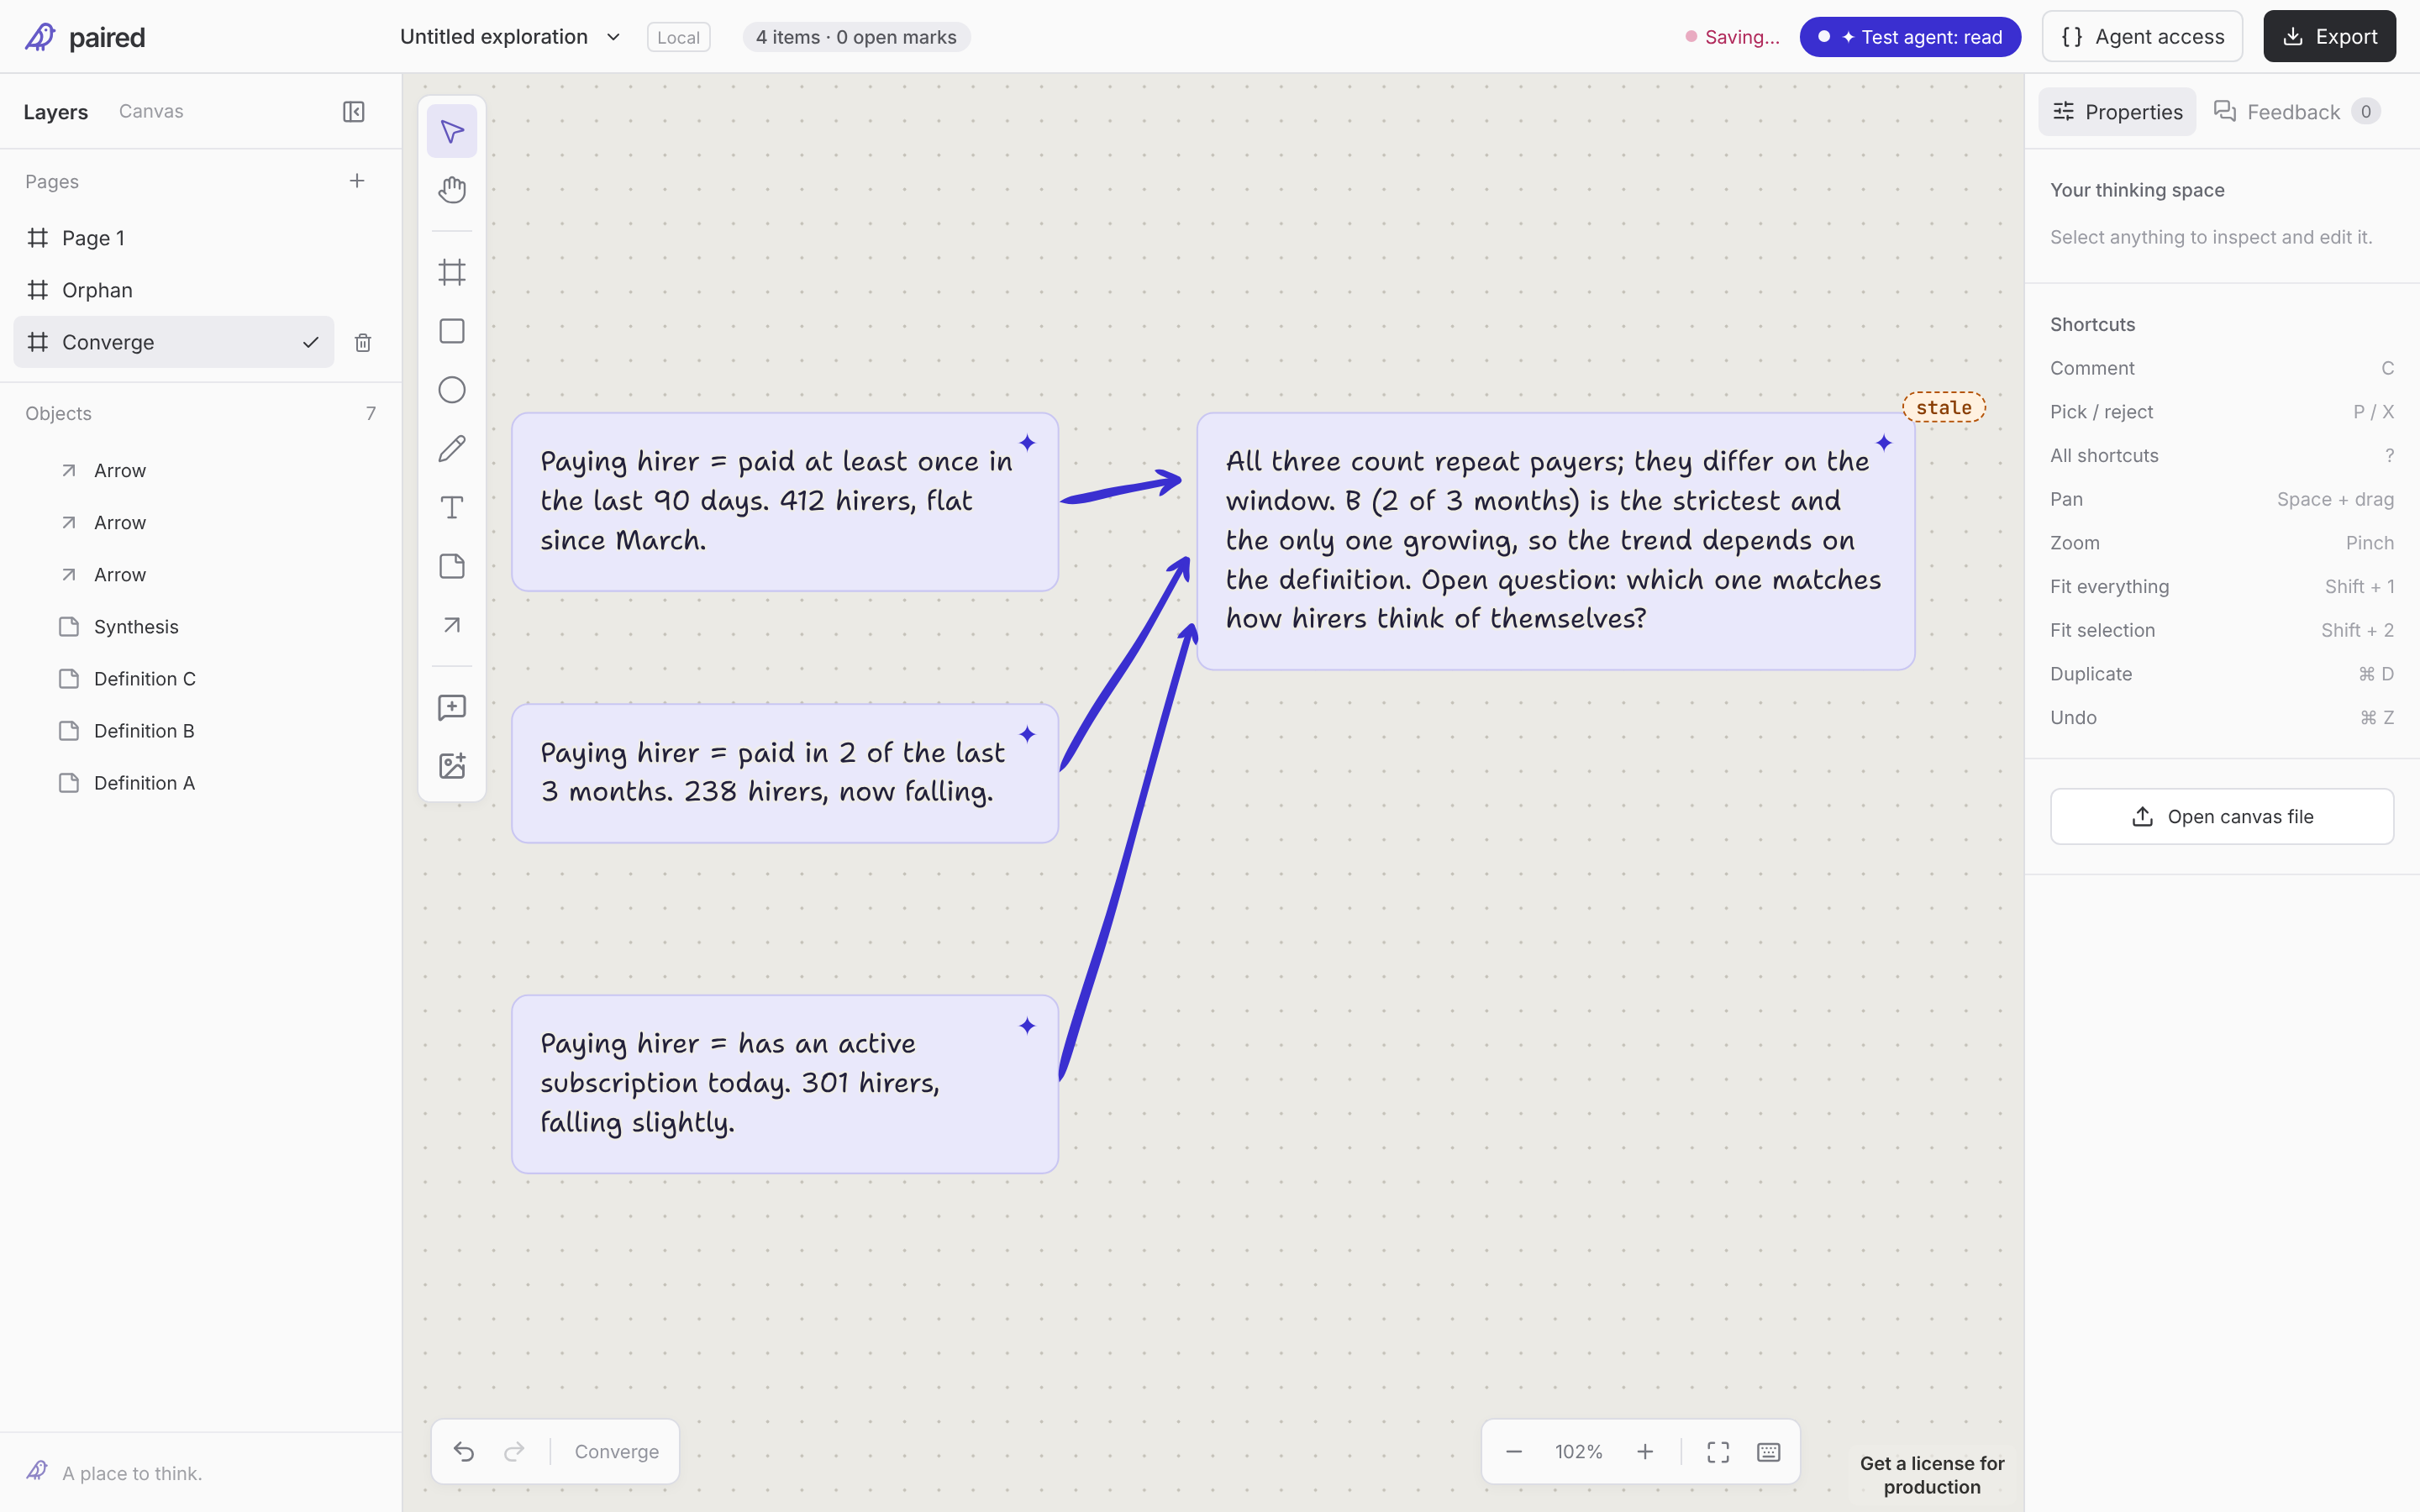 paired
Untitled exploration
Local
4 items · 0 open marks
Saving...
Test agent: read
Agent access
Export
Layers
Canvas
Pages
Page 1
Orphan
Converge
Objects
7
Arrow
Arrow
Arrow
Synthesis
Definition C
Definition B
Definition A
A place to think.
Paying hirer = paid at least once in
the last 90 days. 412 hirers, flat
since March.
Paying hirer = paid in 2 of the last
3 months. 238 hirers, now falling.
Paying hirer = has an active
subscription today. 301 hirers,
falling slightly.
stale
All three count repeat payers; they differ on the
window. B (2 of 3 months) is the strictest and
the only one growing, so the trend depends on
the definition. Open question: which one matches
how hirers think of themselves?
Converge
102%
Get a license for
production
Properties
Feedback
0
Your thinking space
Select anything to inspect and edit it.
Shortcuts
Comment C
Pick / reject P / X
All shortcuts ?
Pan Space + drag
Zoom Pinch
Fit everything Shift + 1
Fit selection Shift + 2
Duplicate ⌘ D
Undo ⌘ Z
Open canvas file